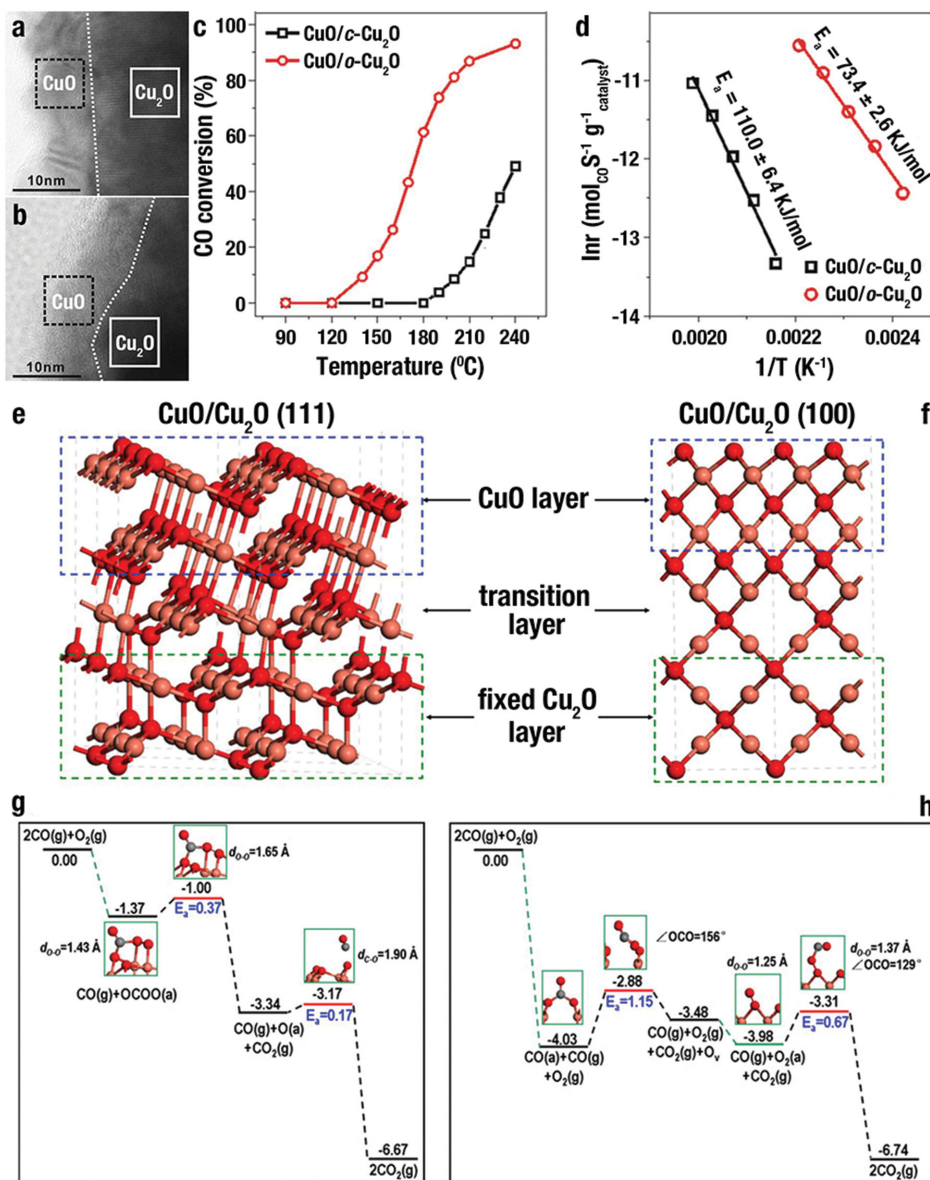 a
CuO
Cu₂O
10nm
b
CuO
Cu₂O
10nm
c
CuO/c-Cu₂O
CuO/o-Cu₂O
CO conversion (%)
100
80
60
40
20
0
90 120 150 180 210 240
Temperature (⁰C)
d
Eₐ = 110.0 ± 6.4 KJ/mol
Eₐ = 73.4 ± 2.6 KJ/mol
CuO/c-Cu₂O
CuO/o-Cu₂O
lnr (molCOS⁻¹ g⁻¹catalyst)
-11
-12
-13
-14
0.0020 0.0022 0.0024
1/T (K⁻¹)
e
CuO/Cu₂O (111)
CuO/Cu₂O (100)
f
CuO layer
transition
layer
fixed Cu₂O
layer
g
2CO(g)+O₂(g)
0.00
-1.37
dO-O=1.43 Å
CO(g)+OCOO(a)
dO-O=1.65 Å
-1.00
Eₐ=0.37
-3.34
CO(g)+O(a)
+CO₂(g)
dC-O=1.90 Å
-3.17
Eₐ=0.17
-6.67
2CO₂(g)
h
2CO(g)+O₂(g)
0.00
-4.03
CO(a)+CO(g)
+O₂(g)
∠OCO=156°
-2.88
Eₐ=1.15
-3.48
CO(g)+O₂(g)
+CO₂(g)+Oᵥ
dO-O=1.25 Å
-3.98
CO(g)+O₂(a)
+CO₂(g)
dO-O=1.37 Å
∠OCO=129°
-3.31
Eₐ=0.67
-6.74
2CO₂(g)